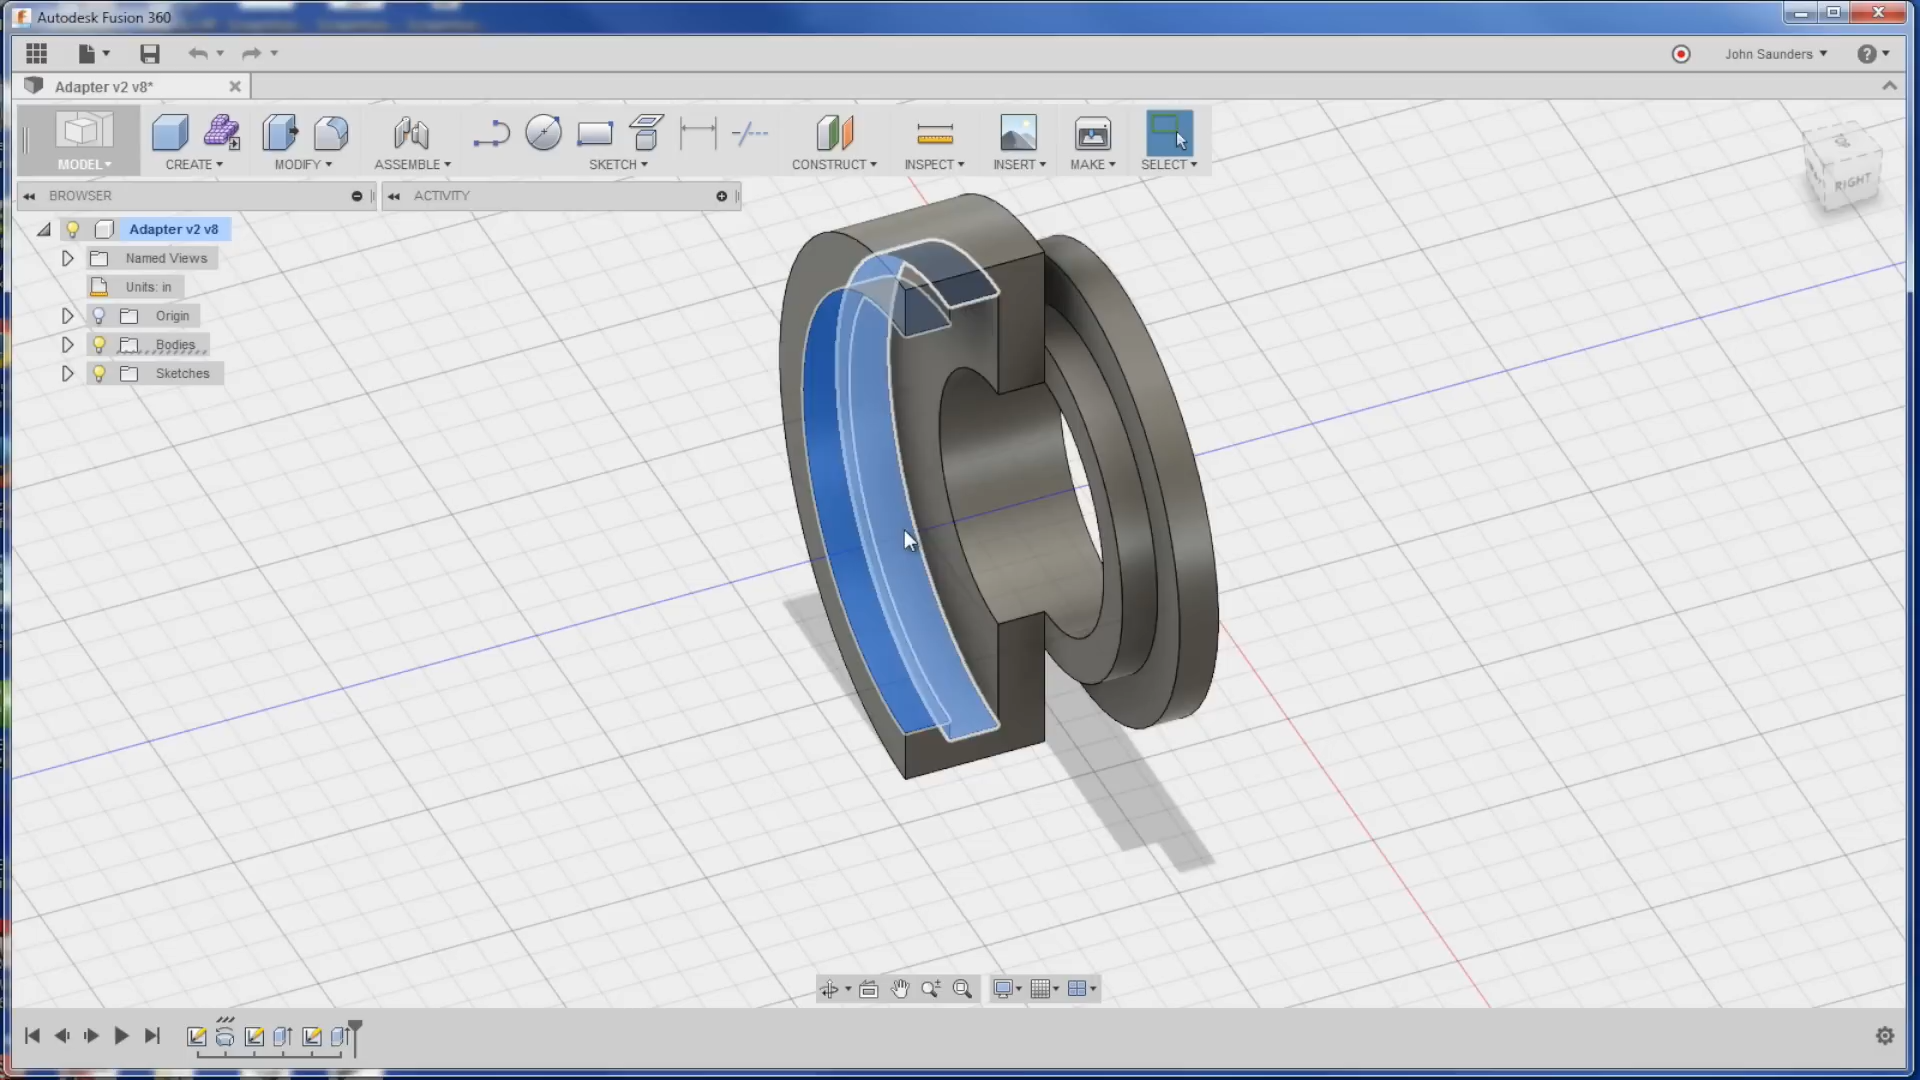 Autodesk Fusion 360
John Saunders
Adapter v2 v8*
MODEL
CREATE
MODIFY
ASSEMBLE
SKETCH
CONSTRUCT
INSPECT
INSERT
MAKE
SELECT
BROWSER
ACTIVITY
Adapter v2 v8
Named Views
Units: in
Origin
Bodies
Sketches
RIGHT